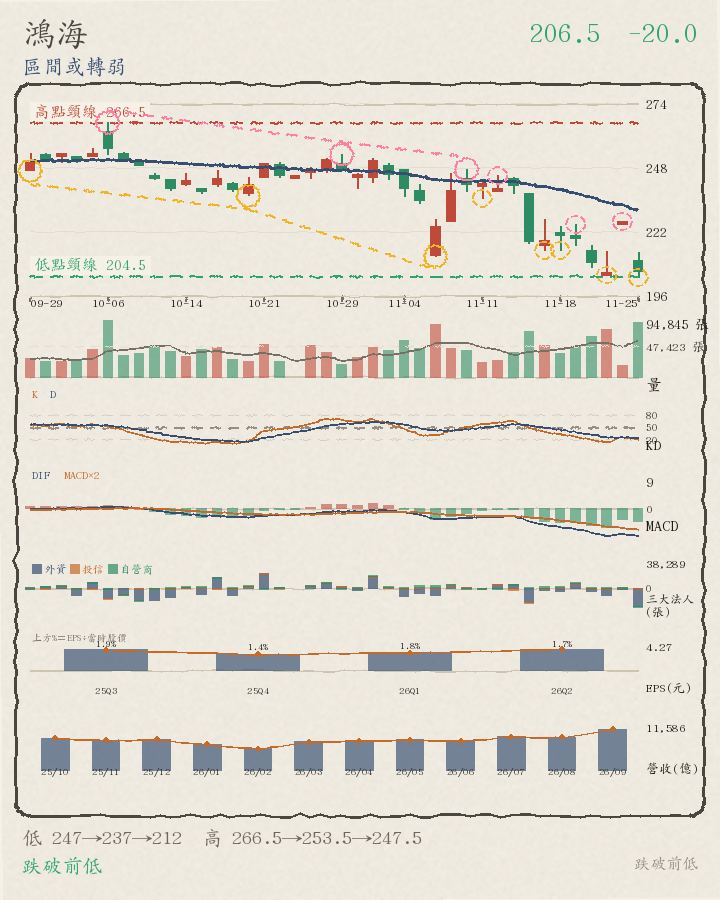 鴻海
206.5 -20.0
區間或轉弱
高點頸線 266.5
274
248
222
低點頸線 204.5
196
09-29 10-06 10-14 10-21 10-29 11-04 11-11 11-18 11-25
94,845 張
47,423 張
量
K D
80
50
20
KD
DIF MACD×2
9
0
MACD
外資 投信 自營商
38,289
0
三大法人
(張)
上方%=EPS÷當時股價
1.9% 1.4% 1.8% 1.7%
4.27
25Q3 25Q4 26Q1 26Q2
EPS(元)
11,586
25/10 25/11 25/12 26/01 26/02 26/03 26/04 26/05 26/06 26/07 26/08 26/09
營收(億)
低 247→237→212 高 266.5→253.5→247.5
跌破前低
跌破前低